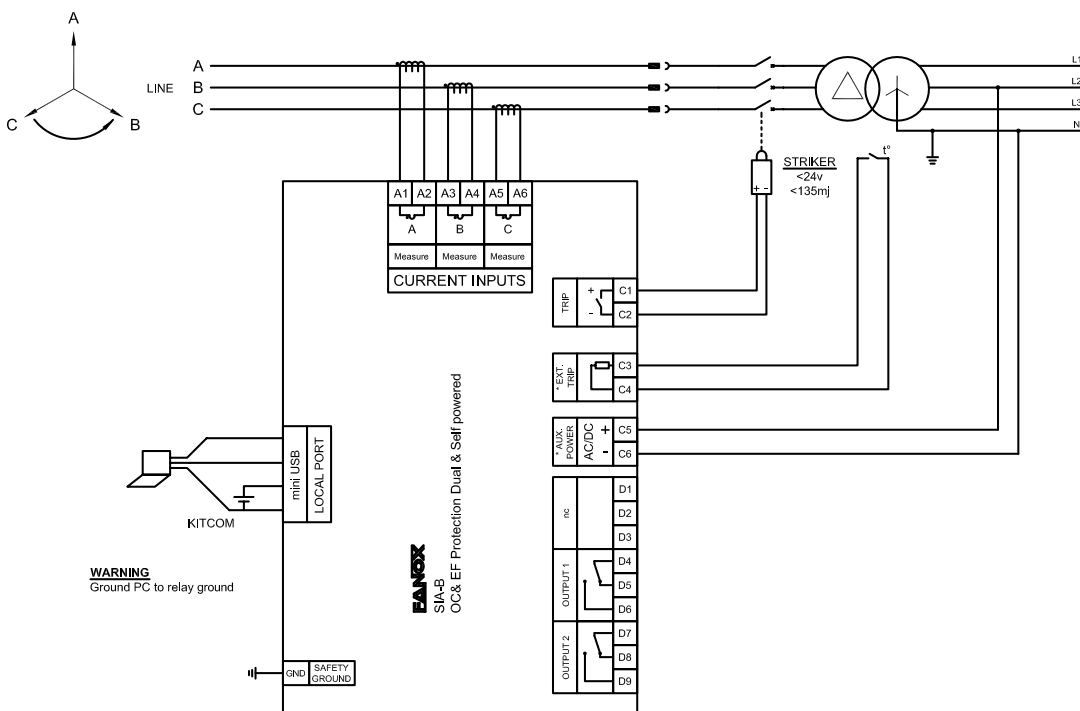 A
C
B
LINE
A
B
C
L1
L2
L3
N
STRIKER
<24v
<135mj
+ -
t°
A1 A2 A3 A4 A5 A6
A B C
Measure Measure Measure
CURRENT INPUTS
TRIP
+
-
C1
C2
* EXT.
TRIP
C3
C4
* AUX.
POWER
AC/DC
+
-
C5
C6
nc
D1
D2
D3
OUTPUT 1
D4
D5
D6
OUTPUT 2
D7
D8
D9
mini USB
LOCAL PORT
KITCOM
WARNING
Ground PC to relay ground
FANOX
SIA-B
OC& EF Protection Dual & Self powered
GND
SAFETY
GROUND